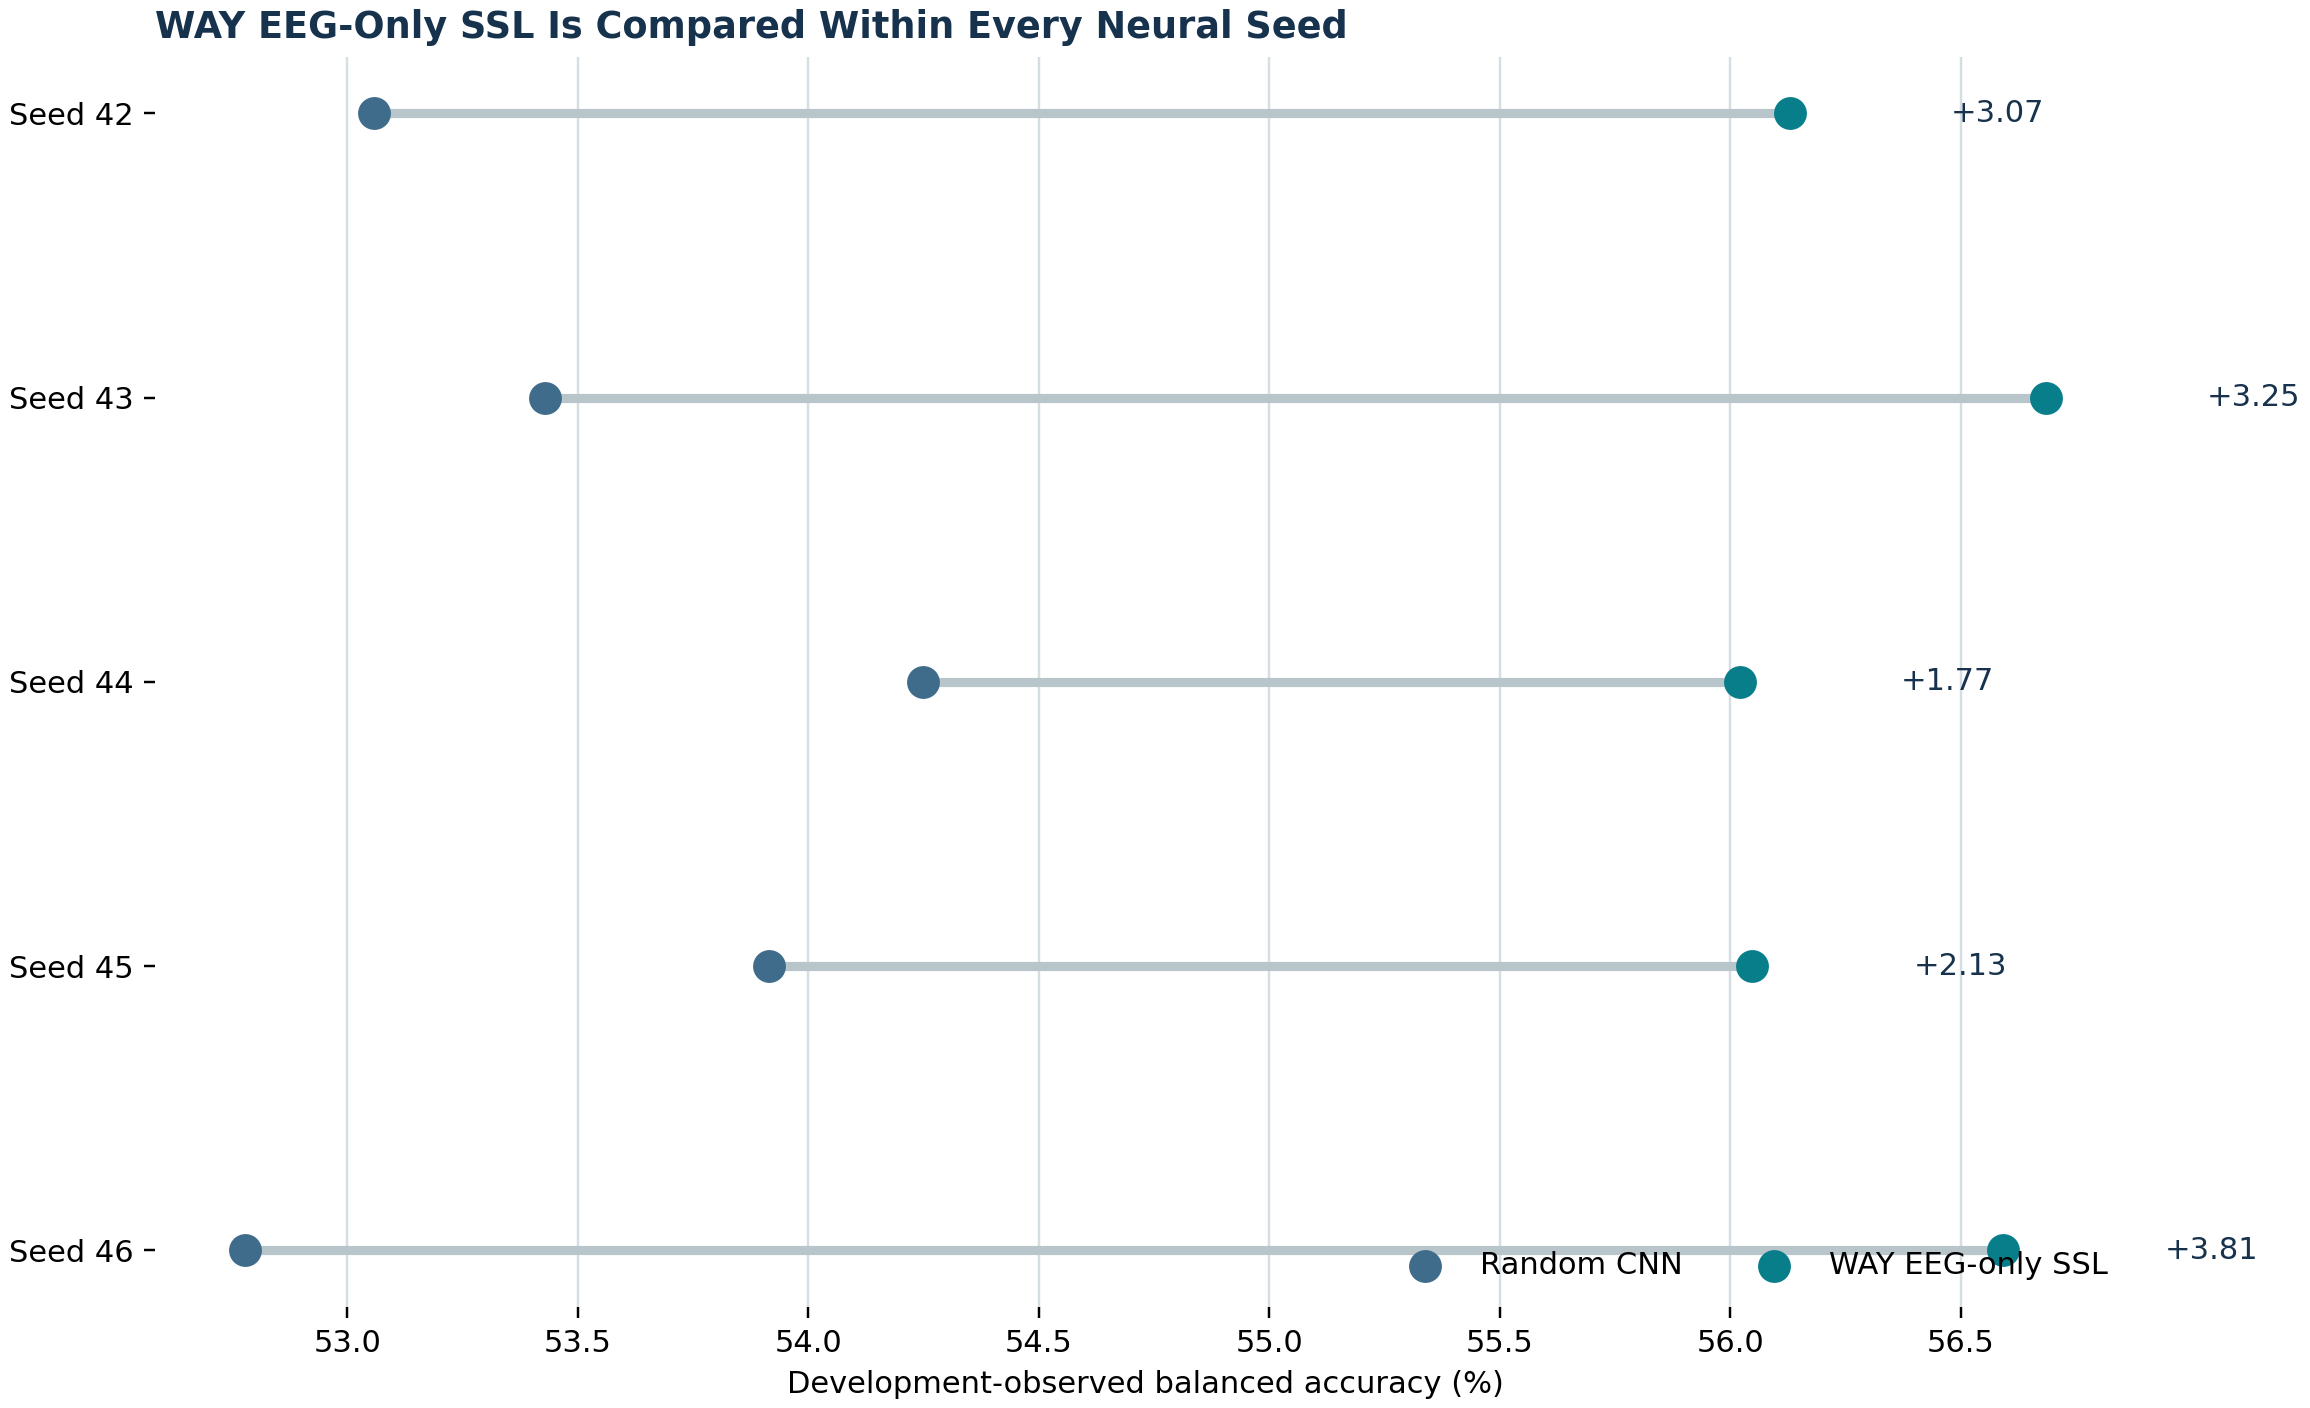 WAY EEG-Only SSL Is Compared Within Every Neural Seed
Seed 42
+3.07
Seed 43
+3.25
Seed 44
+1.77
Seed 45
+2.13
Seed 46
+3.81
Random CNN
WAY EEG-only SSL
53.0
53.5
54.0
54.5
55.0
55.5
56.0
56.5
Development-observed balanced accuracy (%)